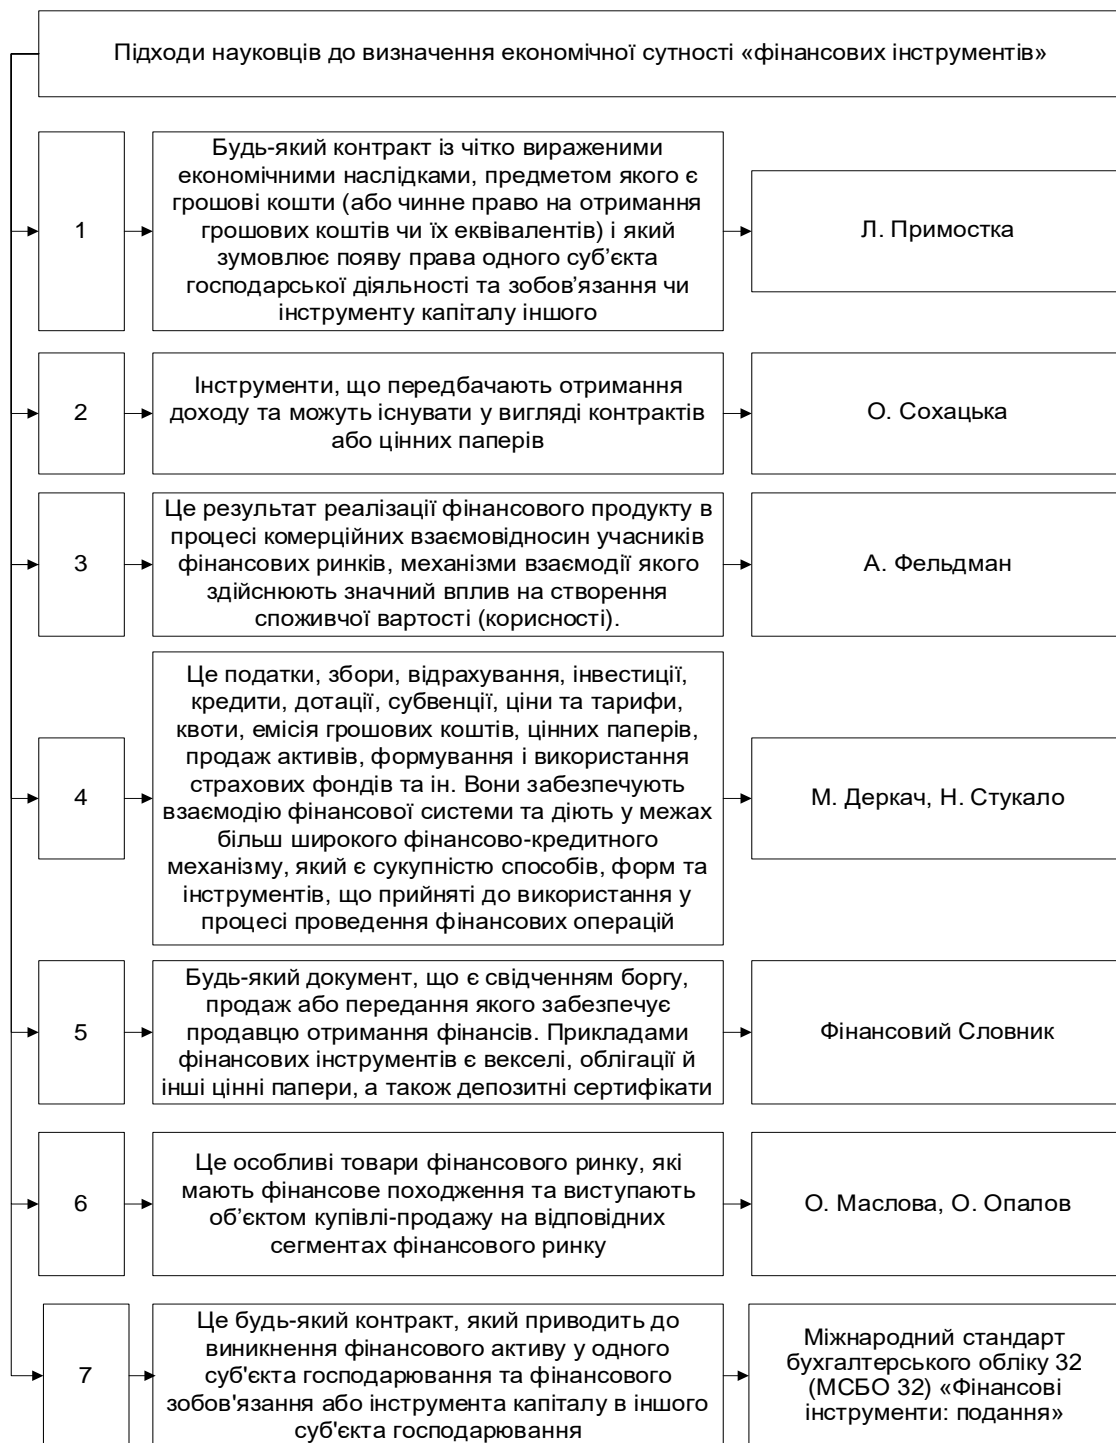 Підходи науковців до визначення економічної сутності «фінансових інструментів»
1
Будь-який контракт із чітко вираженими
економічними наслідками, предметом якого є
грошові кошти (або чинне право на отримання
грошових коштів чи їх еквівалентів) і який
зумовлює появу права одного суб’єкта
господарської діяльності та зобов’язання чи
інструменту капіталу іншого
Л. Примостка
2
Інструменти, що передбачають отримання
доходу та можуть існувати у вигляді контрактів
або цінних паперів
О. Сохацька
3
Це результат реалізації фінансового продукту в
процесі комерційних взаємовідносин учасників
фінансових ринків, механізми взаємодії якого
здійснюють значний вплив на створення
споживчої вартості (корисності).
А. Фельдман
4
Це податки, збори, відрахування, інвестиції,
кредити, дотації, субвенції, ціни та тарифи,
квоти, емісія грошових коштів, цінних паперів,
продаж активів, формування і використання
страхових фондів та ін. Вони забезпечують
взаємодію фінансової системи та діють у межах
більш широкого фінансово-кредитного
механізму, який є сукупністю способів, форм та
інструментів, що прийняті до використання у
процесі проведення фінансових операцій
М. Деркач, Н. Стукало
5
Будь-який документ, що є свідченням боргу,
продаж або передання якого забезпечує
продавцю отримання фінансів. Прикладами
фінансових інструментів є векселі, облігації й
інші цінні папери, а також депозитні сертифікати
Фінансовий Словник
6
Це особливі товари фінансового ринку, які
мають фінансове походження та виступають
об’єктом купівлі-продажу на відповідних
сегментах фінансового ринку
О. Маслова, О. Опалов
7
Це будь-який контракт, який приводить до
виникнення фінансового активу у одного
суб'єкта господарювання та фінансового
зобов'язання або інструмента капіталу в іншого
суб'єкта господарювання
Міжнародний стандарт
бухгалтерського обліку 32
(МСБО 32) «Фінансові
інструменти: подання»